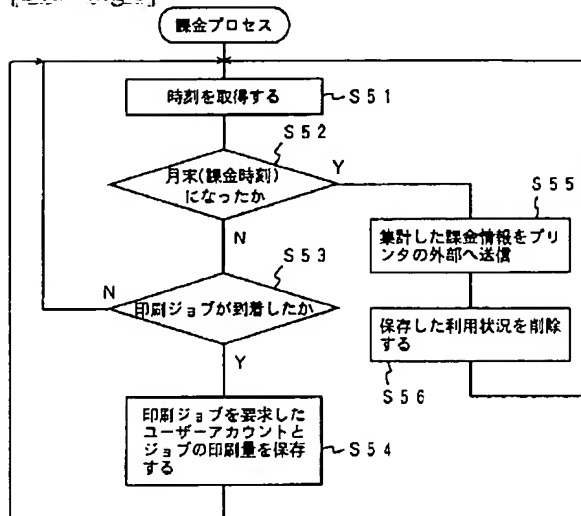 課金プロセス
時刻を取得する
S51
S52
月末(課金時刻)
になったか
Y
N
S55
集計した課金情報をプリ
ンタの外部へ送信
S53
印刷ジョブが到着したか
N
Y
保存した利用状況を削除
する
S56
印刷ジョブを要求した
ユーザーアカウントと
ジョブの印刷量を保存
する
S54